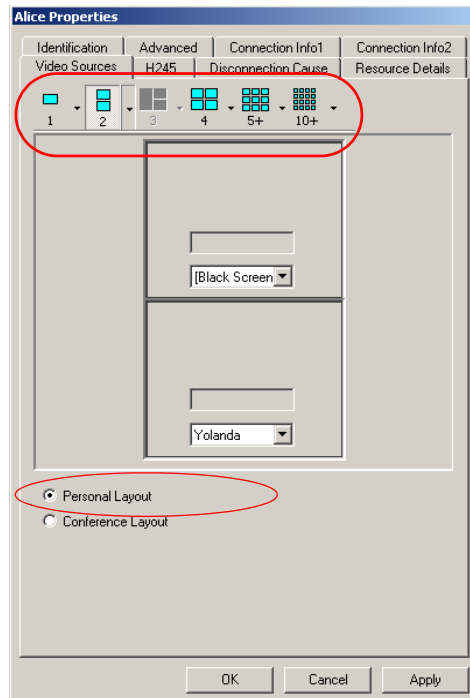 Alice Properties
Identification Advanced Connection Info1 Connection Info2
Video Sources H245 Disconnection Cause Resource Details
1 2 3 4 5+ 10+
[Black Screen
Yolanda
Personal Layout
Conference Layout
OK Cancel Apply